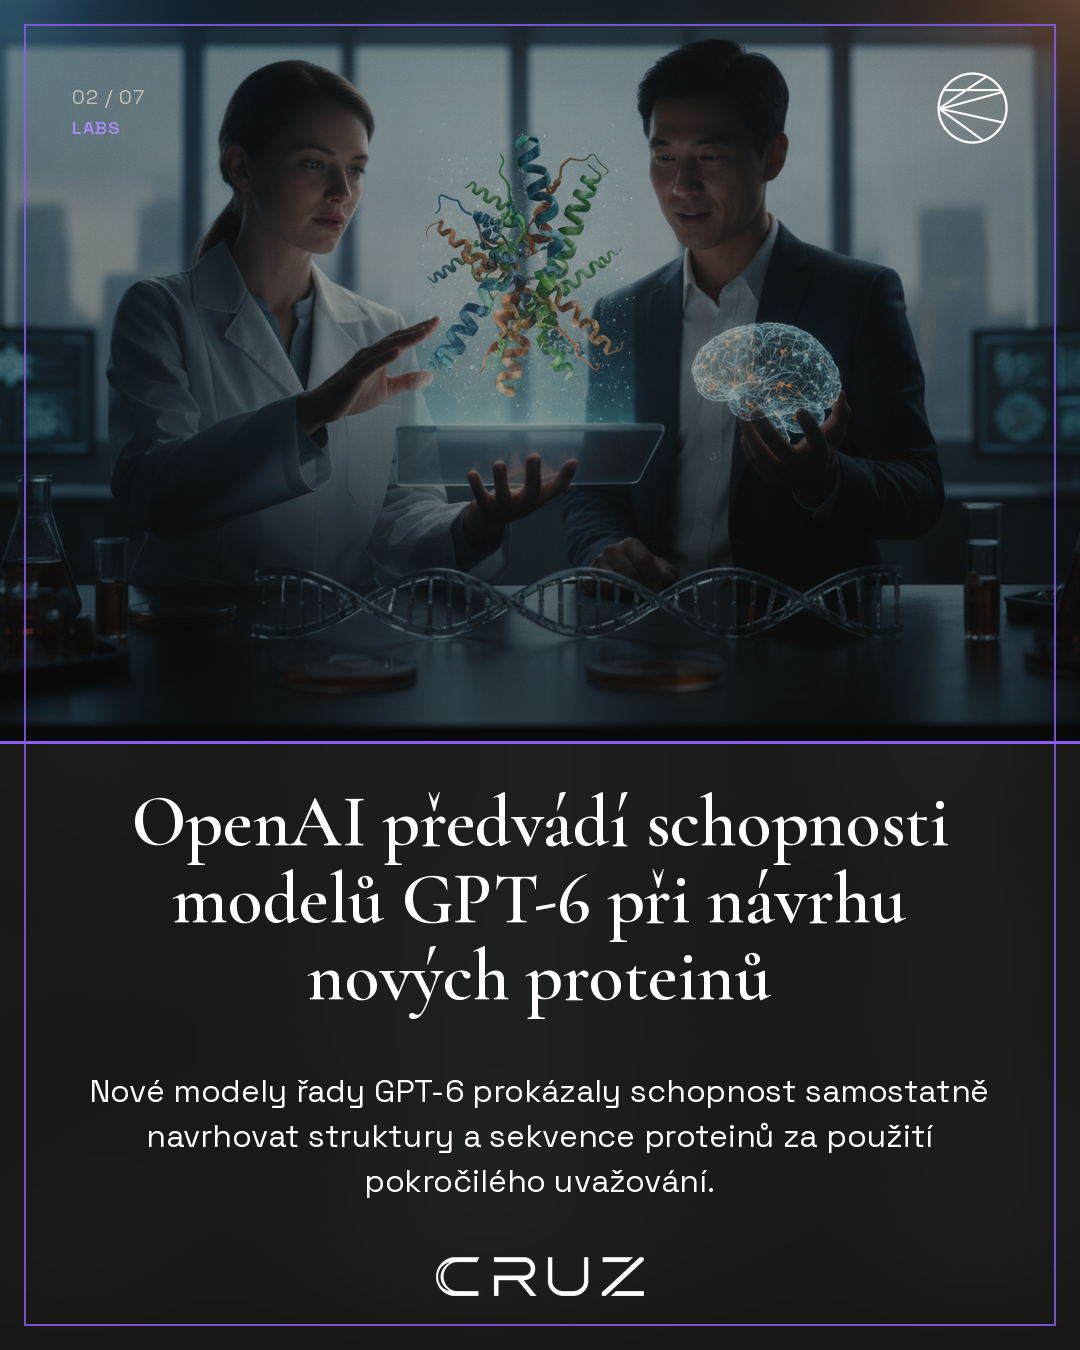 02 / 07
LABS
OpenAI předvádí schopnosti
modelů GPT-6 při návrhu
nových proteinů
Nové modely řady GPT-6 prokázaly schopnost samostatně
navrhovat struktury a sekvence proteinů za použití
pokročilého uvažování.
CRUZ